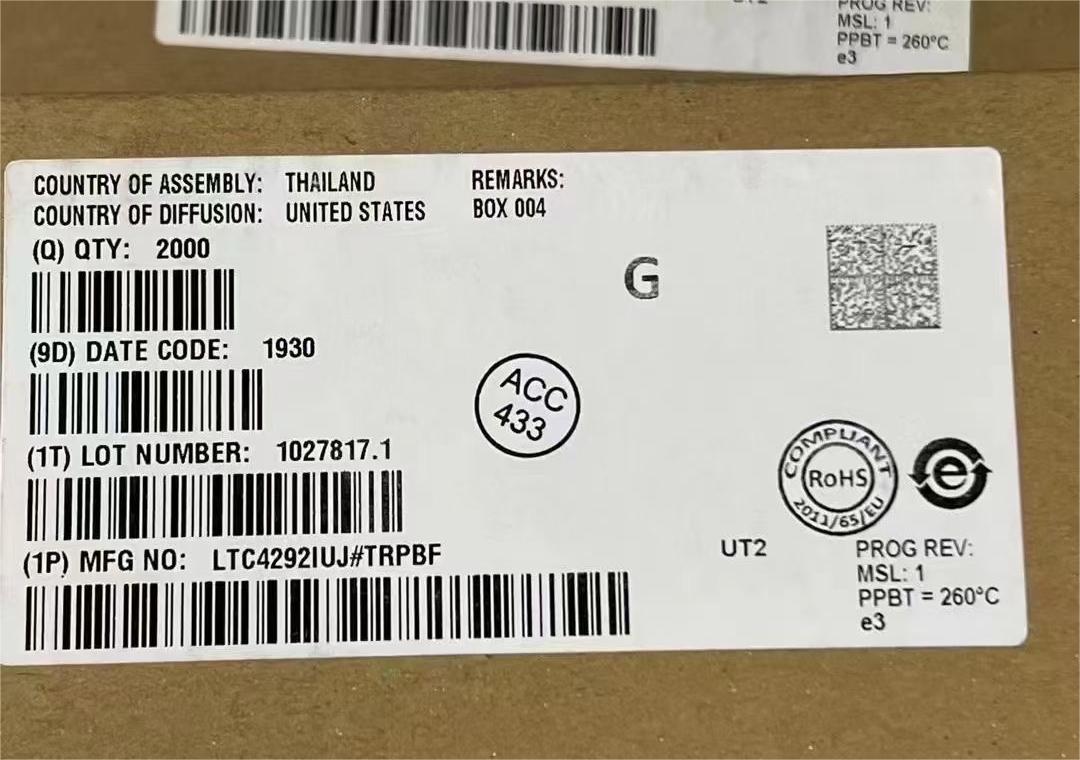 PROG REV:
MSL: 1
PPBT = 260°C
e3
COUNTRY OF ASSEMBLY: THAILAND
REMARKS:
COUNTRY OF DIFFUSION: UNITED STATES
BOX 004
(Q) QTY: 2000
G
(9D) DATE CODE: 1930
ACC
433
(1T) LOT NUMBER: 1027817.1
COMPLIANT
RoHS
2011/65/EU
e
(1P) MFG NO: LTC4292IUJ#TRPBF
UT2
PROG REV:
MSL: 1
PPBT = 260°C
e3